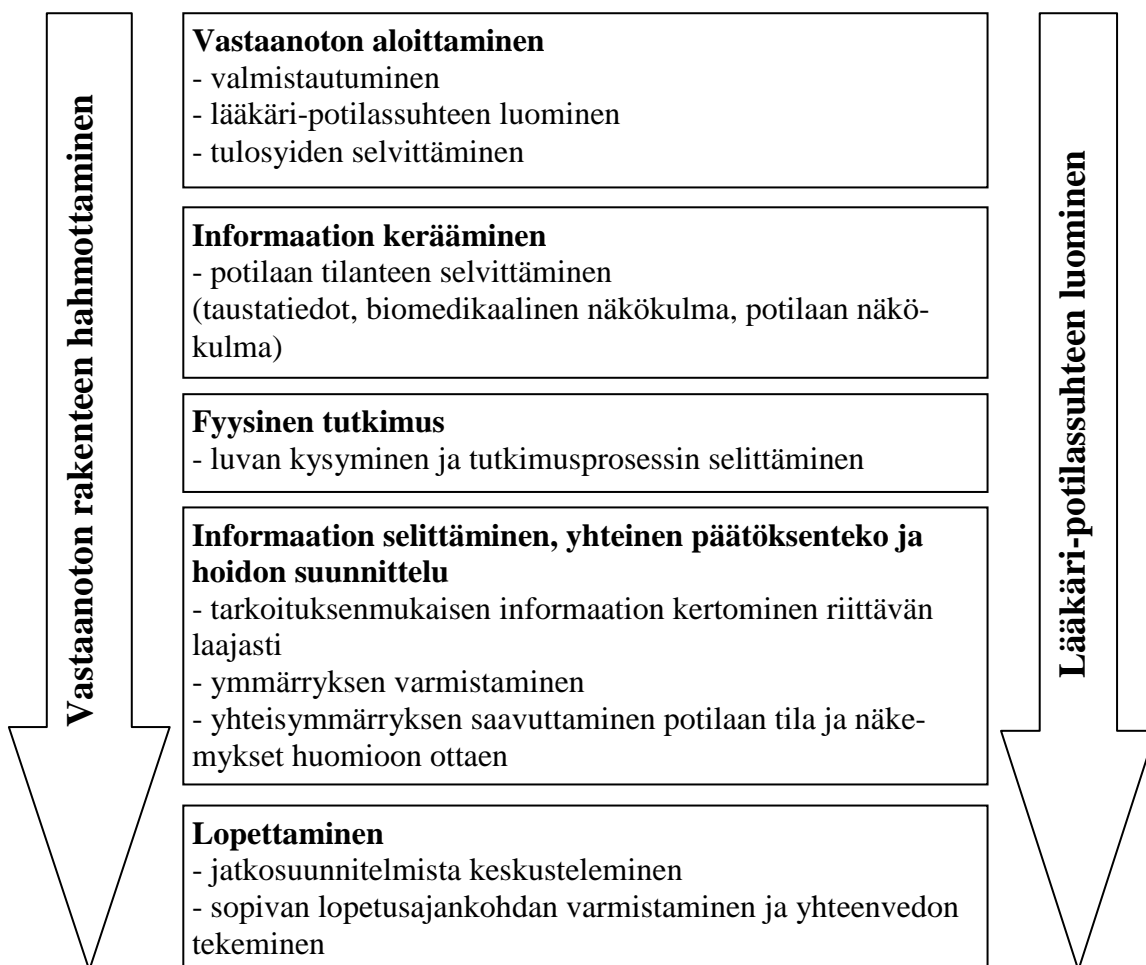 Vastaanoton rakenteen hahmottaminen
Vastaanoton aloittaminen
- valmistautuminen
- lääkäri-potilassuhteen luominen
- tulosyiden selvittäminen
Informaation kerääminen
- potilaan tilanteen selvittäminen
(taustatiedot, biomedikaalinen näkökulma, potilaan näkö-
kulma)
Fyysinen tutkimus
- luvan kysyminen ja tutkimusprosessin selittäminen
Informaation selittäminen, yhteinen päätöksenteko ja
hoidon suunnittelu
- tarkoituksenmukaisen informaation kertominen riittävän
laajasti
- ymmärryksen varmistaminen
- yhteisymmärryksen saavuttaminen potilaan tila ja näke-
mykset huomioon ottaen
Lopettaminen
- jatkosuunnitelmista keskusteleminen
- sopivan lopetusajankohdan varmistaminen ja yhteenvedon
tekeminen
Lääkäri-potilassuhteen luominen